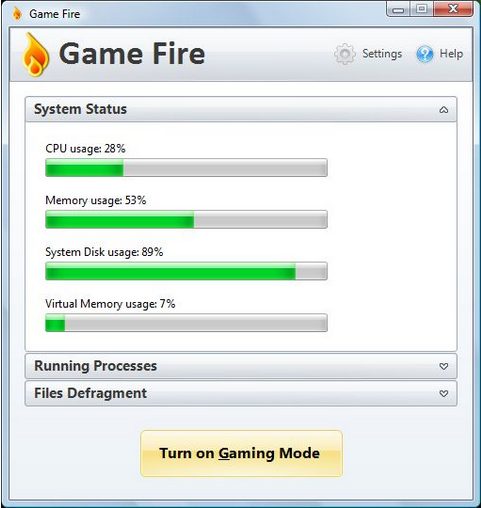 Game Fire
Game Fire
Settings
Help
System Status
CPU usage: 28%
Memory usage: 53%
System Disk usage: 89%
Virtual Memory usage: 7%
Running Processes
Files Defragment
Turn on Gaming Mode